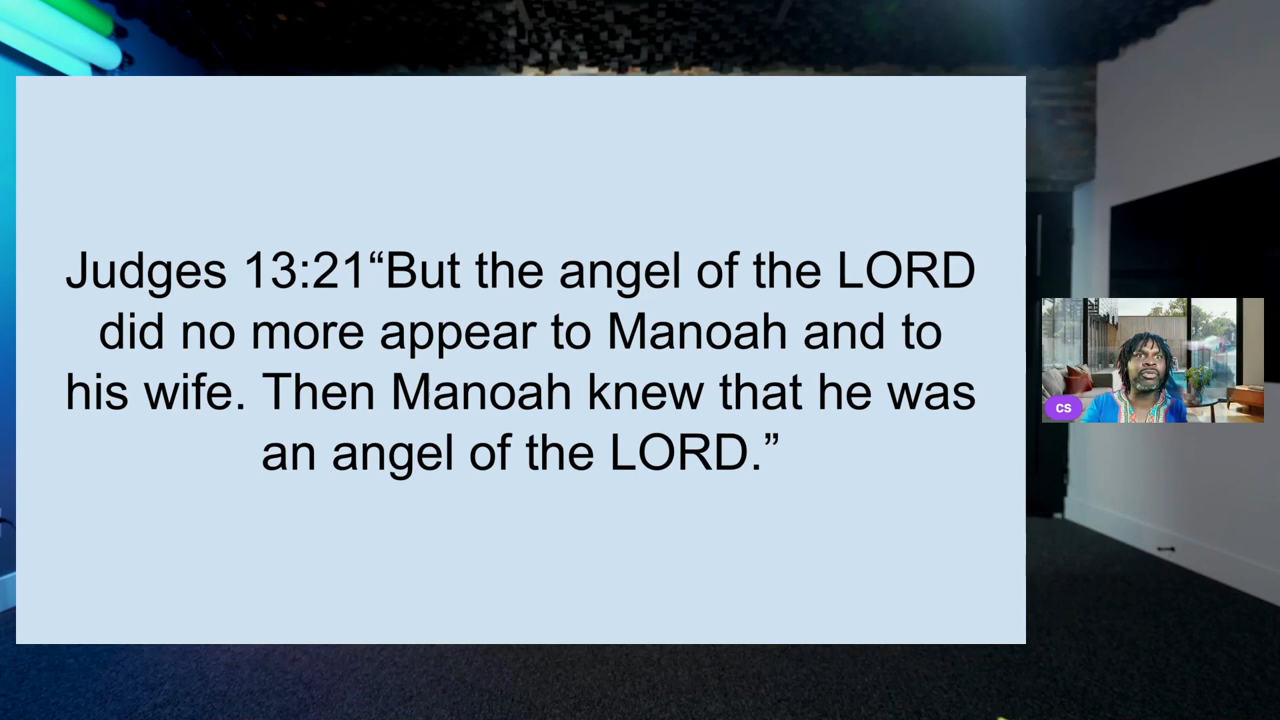 Judges 13:21“But the angel of the LORD
did no more appear to Manoah and to
his wife. Then Manoah knew that he was
an angel of the LORD.”
CS